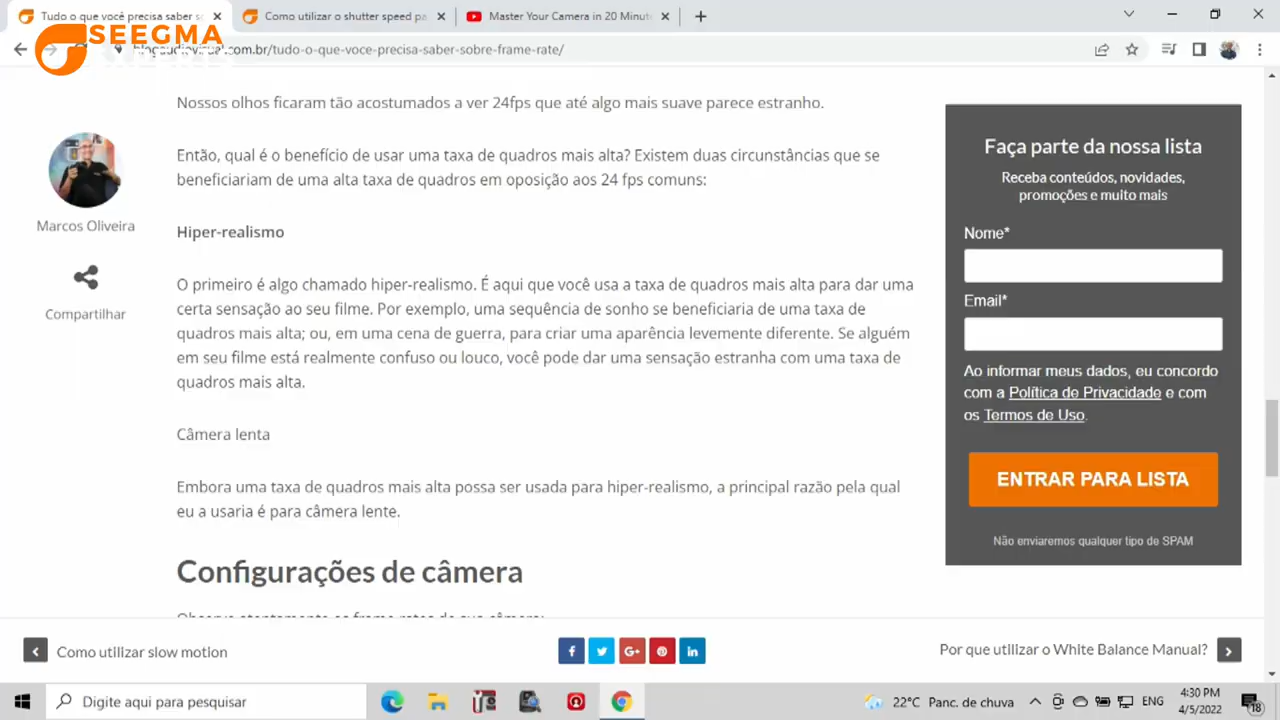 Tudo o que você precisa saber s
Como utilizar o shutter speed pa
Master Your Camera in 20 Minute
SEEGMA
blogaudiovisual.com.br/tudo-o-que-voce-precisa-saber-sobre-frame-rate/
Nossos olhos ficaram tão acostumados a ver 24fps que até algo mais suave parece estranho.
Então, qual é o benefício de usar uma taxa de quadros mais alta? Existem duas circunstâncias que se
beneficiariam de uma alta taxa de quadros em oposição aos 24 fps comuns:
Marcos Oliveira
Compartilhar
Hiper-realismo
O primeiro é algo chamado hiper-realismo. É aqui que você usa a taxa de quadros mais alta para dar uma
certa sensação ao seu filme. Por exemplo, uma sequência de sonho se beneficiaria de uma taxa de
quadros mais alta; ou, em uma cena de guerra, para criar uma aparência levemente diferente. Se alguém
em seu filme está realmente confuso ou louco, você pode dar uma sensação estranha com uma taxa de
quadros mais alta.
Câmera lenta
Embora uma taxa de quadros mais alta possa ser usada para hiper-realismo, a principal razão pela qual
eu a usaria é para câmera lente.
Configurações de câmera
Observe atentamente os frame rates de sua câmera:
Faça parte da nossa lista
Receba conteúdos, novidades,
promoções e muito mais
Nome*
Email*
Ao informar meus dados, eu concordo
com a Política de Privacidade e com
os Termos de Uso.
ENTRAR PARA LISTA
Não enviaremos qualquer tipo de SPAM
Como utilizar slow motion
f
G+
in
Por que utilizar o White Balance Manual?
Digite aqui para pesquisar
22°C Panc. de chuva
ENG
4:30 PM
4/5/2022
18